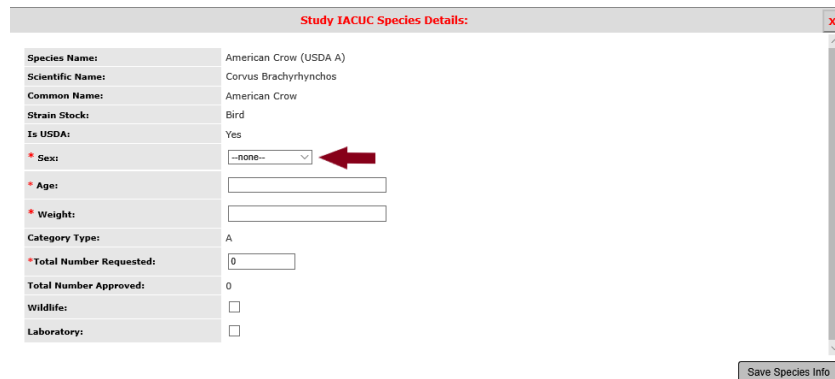 Study IACUC Species Details:
x
Species Name: American Crow (USDA A)
Scientific Name: Corvus Brachyrhynchos
Common Name: American Crow
Strain Stock: Bird
Is USDA: Yes
* Sex: --none--
* Age:
* Weight:
Category Type: A
*Total Number Requested: 0
Total Number Approved: 0
Wildlife:
Laboratory:
Save Species Info